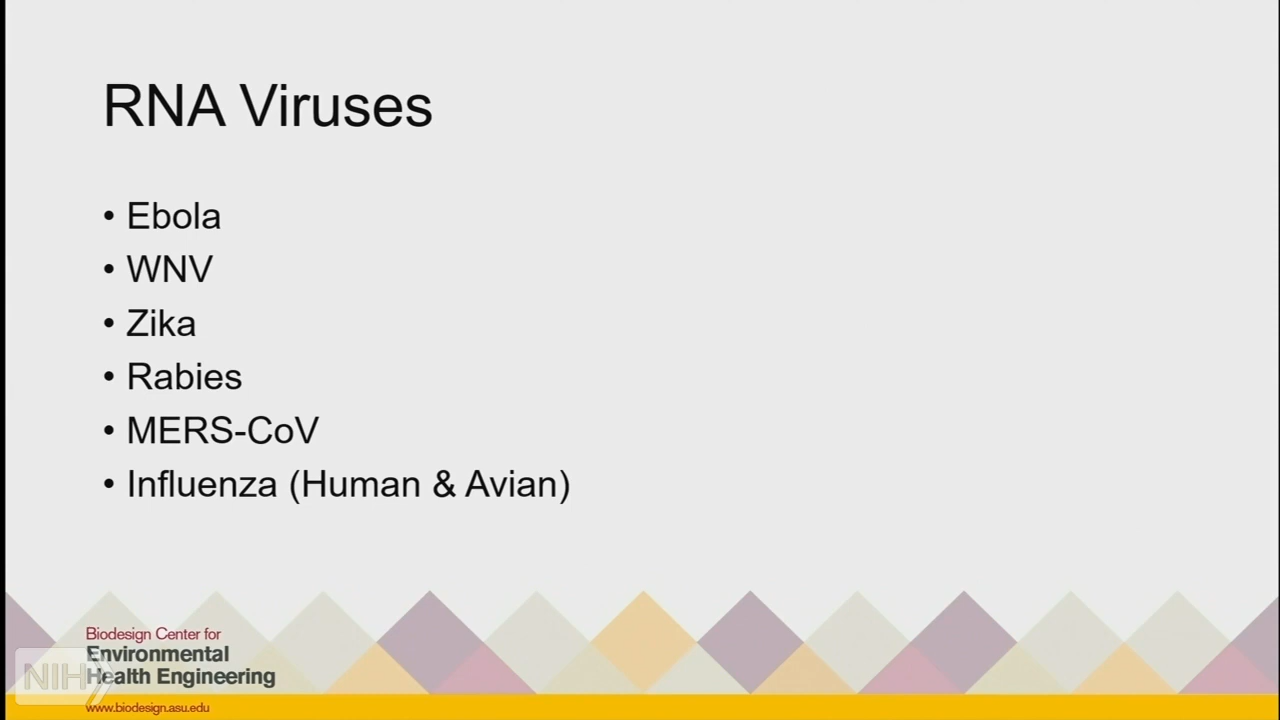 RNA Viruses
• Ebola
• WNV
• Zika
• Rabies
• MERS-CoV
• Influenza (Human & Avian)
Biodesign Center for
Environmental
Health Engineering
NIH
www.biodesign.asu.edu